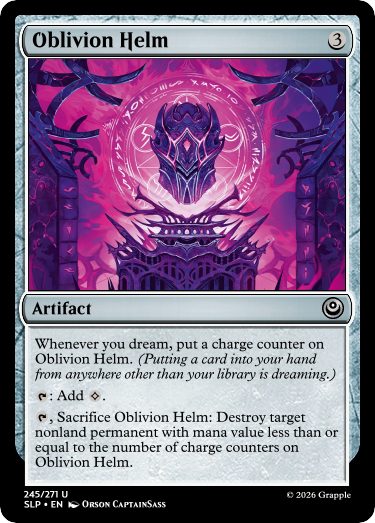 Oblivion Helm
3
Artifact
Whenever you dream, put a charge counter on
Oblivion Helm. (Putting a card into your hand
from anywhere other than your library is dreaming.)
: Add .
, Sacrifice Oblivion Helm: Destroy target
nonland permanent with mana value less than or
equal to the number of charge counters on
Oblivion Helm.
245/271 U
SLP • EN Orson CaptainSass
© 2026 Grapple